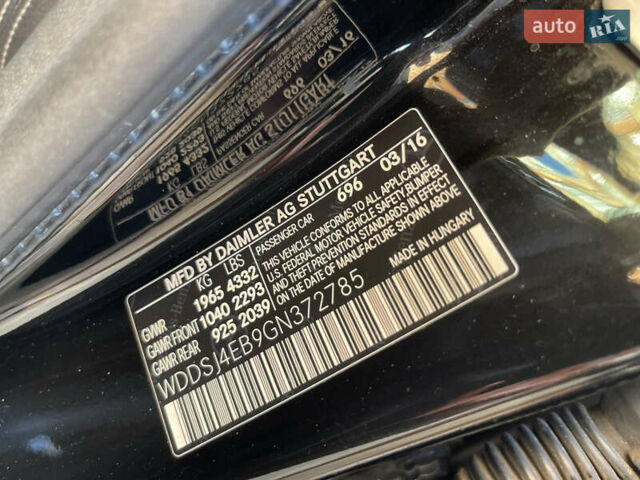 auto RIA
.com
MFD BY DAIMLER AG STUTTGART
KG LBS
GVWR 1965 4332
GAWR FRONT 1040 2293
GAWR REAR 925 2039
PASSENGER CAR 696 03/16
THIS VEHICLE CONFORMS TO ALL APPLICABLE
U.S. FEDERAL MOTOR VEHICLE SAFETY BUMPER
AND THEFT PREVENTION STANDARDS IN EFFECT
ON THE DATE OF MANUFACTURE SHOWN ABOVE
MADE IN HUNGARY
WDDSJ4EB9GN372785